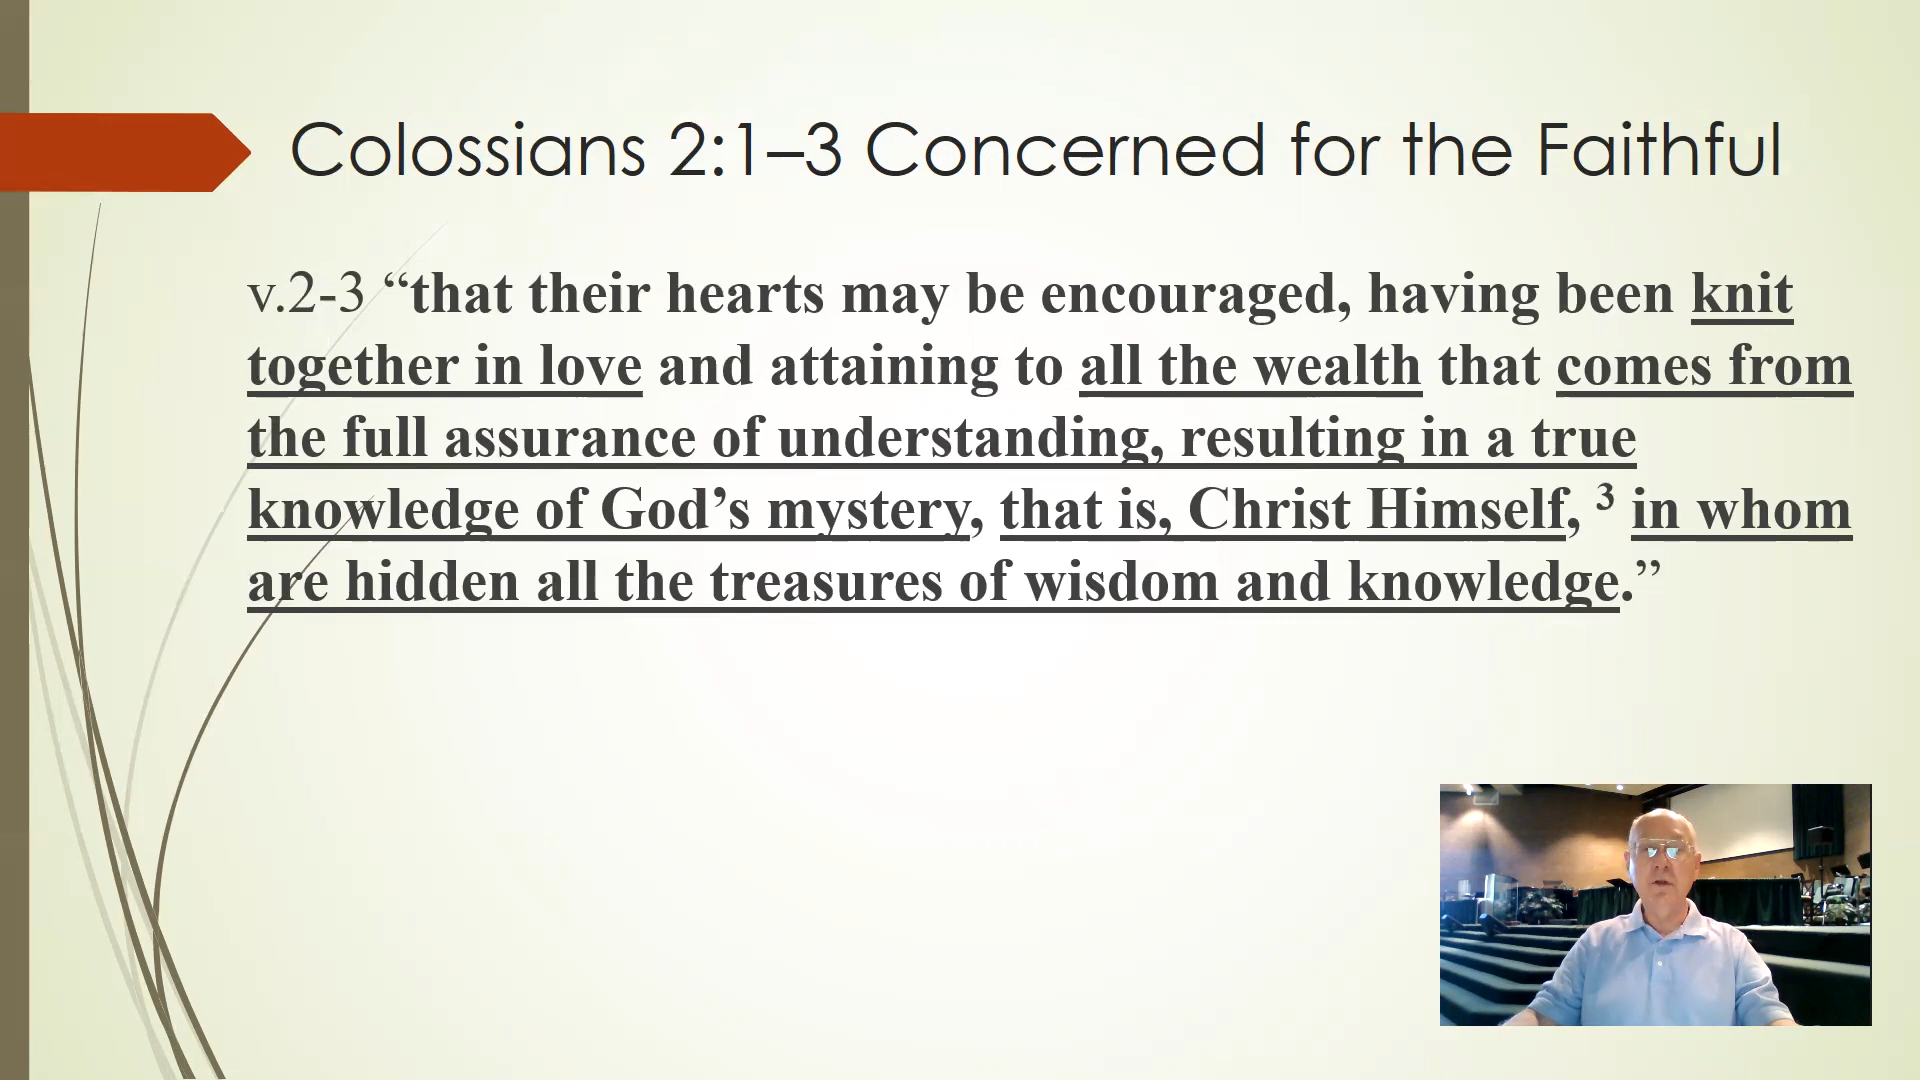 Colossians 2:1–3 Concerned for the Faithful
v.2-3 “that their hearts may be encouraged, having been knit
together in love and attaining to all the wealth that comes from
the full assurance of understanding, resulting in a true
knowledge of God’s mystery, that is, Christ Himself, ³ in whom
are hidden all the treasures of wisdom and knowledge.”